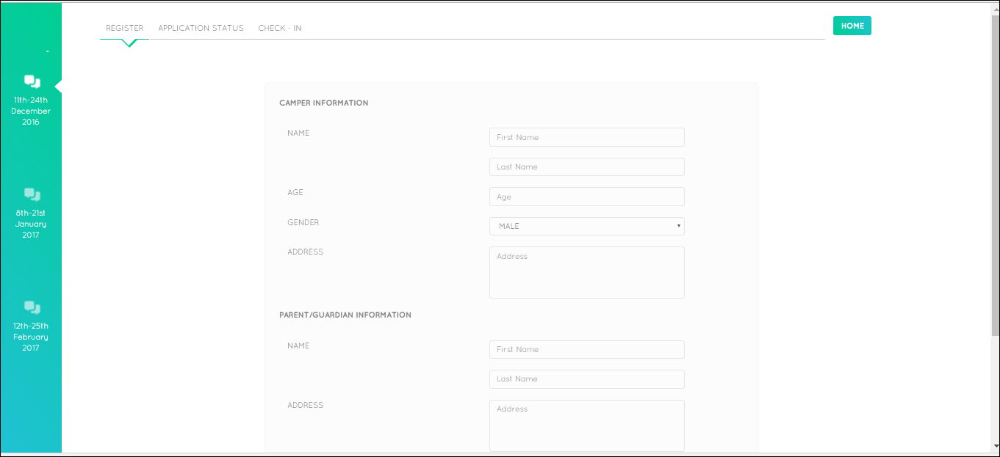 REGISTER
APPLICATION STATUS
CHECK - IN
HOME
11th-24th
December
2016
8th-21st
January
2017
12th-25th
February
2017
CAMPER INFORMATION
NAME
First Name
Last Name
AGE
Age
GENDER
MALE
ADDRESS
Address
PARENT/GUARDIAN INFORMATION
NAME
First Name
Last Name
ADDRESS
Address